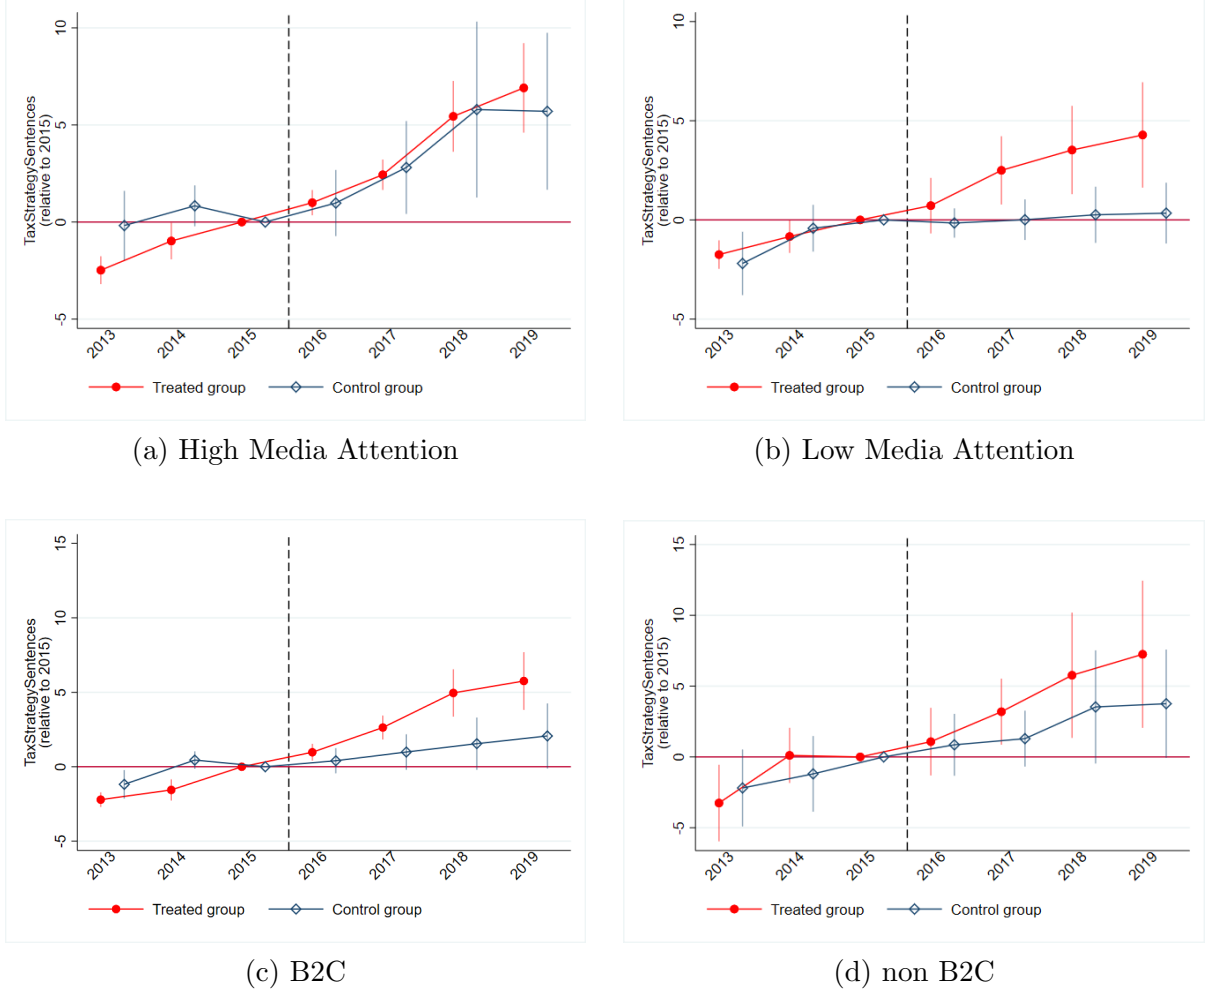 TaxStrategySentences
(relative to 2015)
10
5
0
-5
2013
2014
2015
2016
2017
2018
2019
Treated group
Control group
(a) High Media Attention
TaxStrategySentences
(relative to 2015)
10
5
0
-5
2013
2014
2015
2016
2017
2018
2019
Treated group
Control group
(b) Low Media Attention
TaxStrategySentences
(relative to 2015)
15
10
5
0
-5
2013
2014
2015
2016
2017
2018
2019
Treated group
Control group
(c) B2C
TaxStrategySentences
(relative to 2015)
15
10
5
0
-5
2013
2014
2015
2016
2017
2018
2019
Treated group
Control group
(d) non B2C